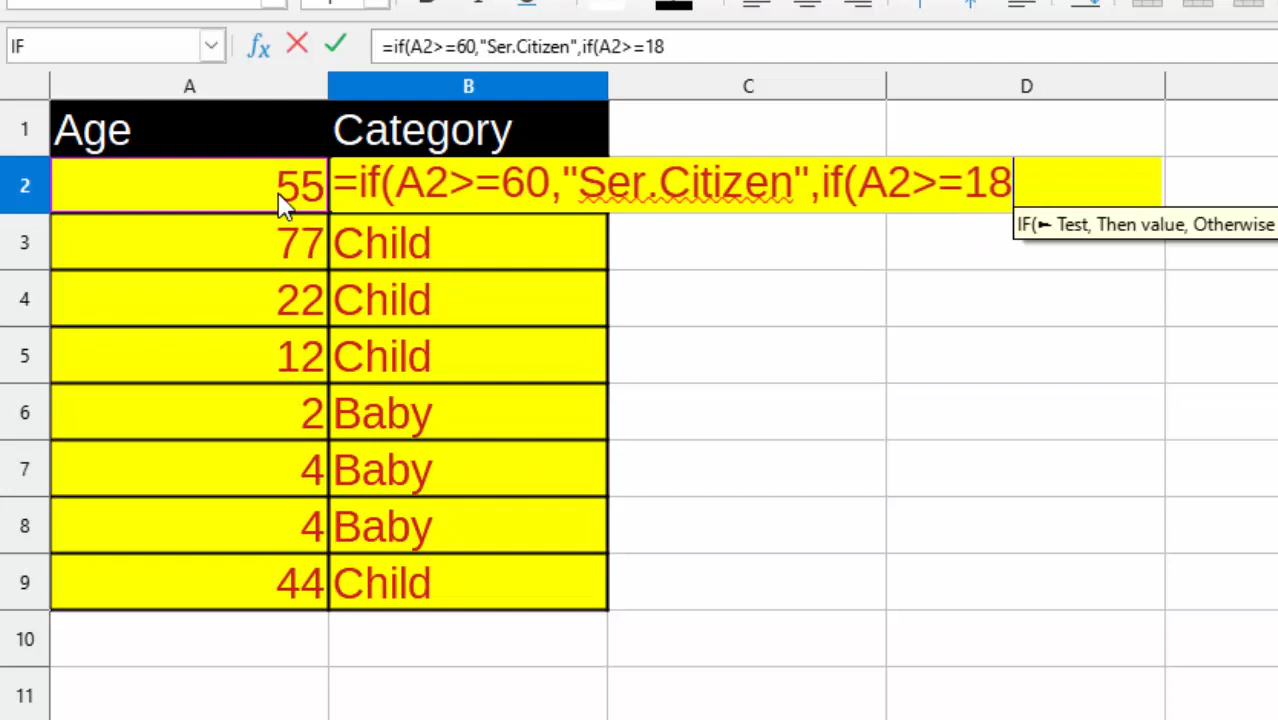 IF
fx
=if(A2>=60,"Ser.Citizen",if(A2>=18
A B C D
1 Age Category
2 55 =if(A2>=60,"Ser.Citizen",if(A2>=18
IF(► Test, Then value, Otherwise
3 77 Child
4 22 Child
5 12 Child
6 2 Baby
7 4 Baby
8 4 Baby
9 44 Child
10
11